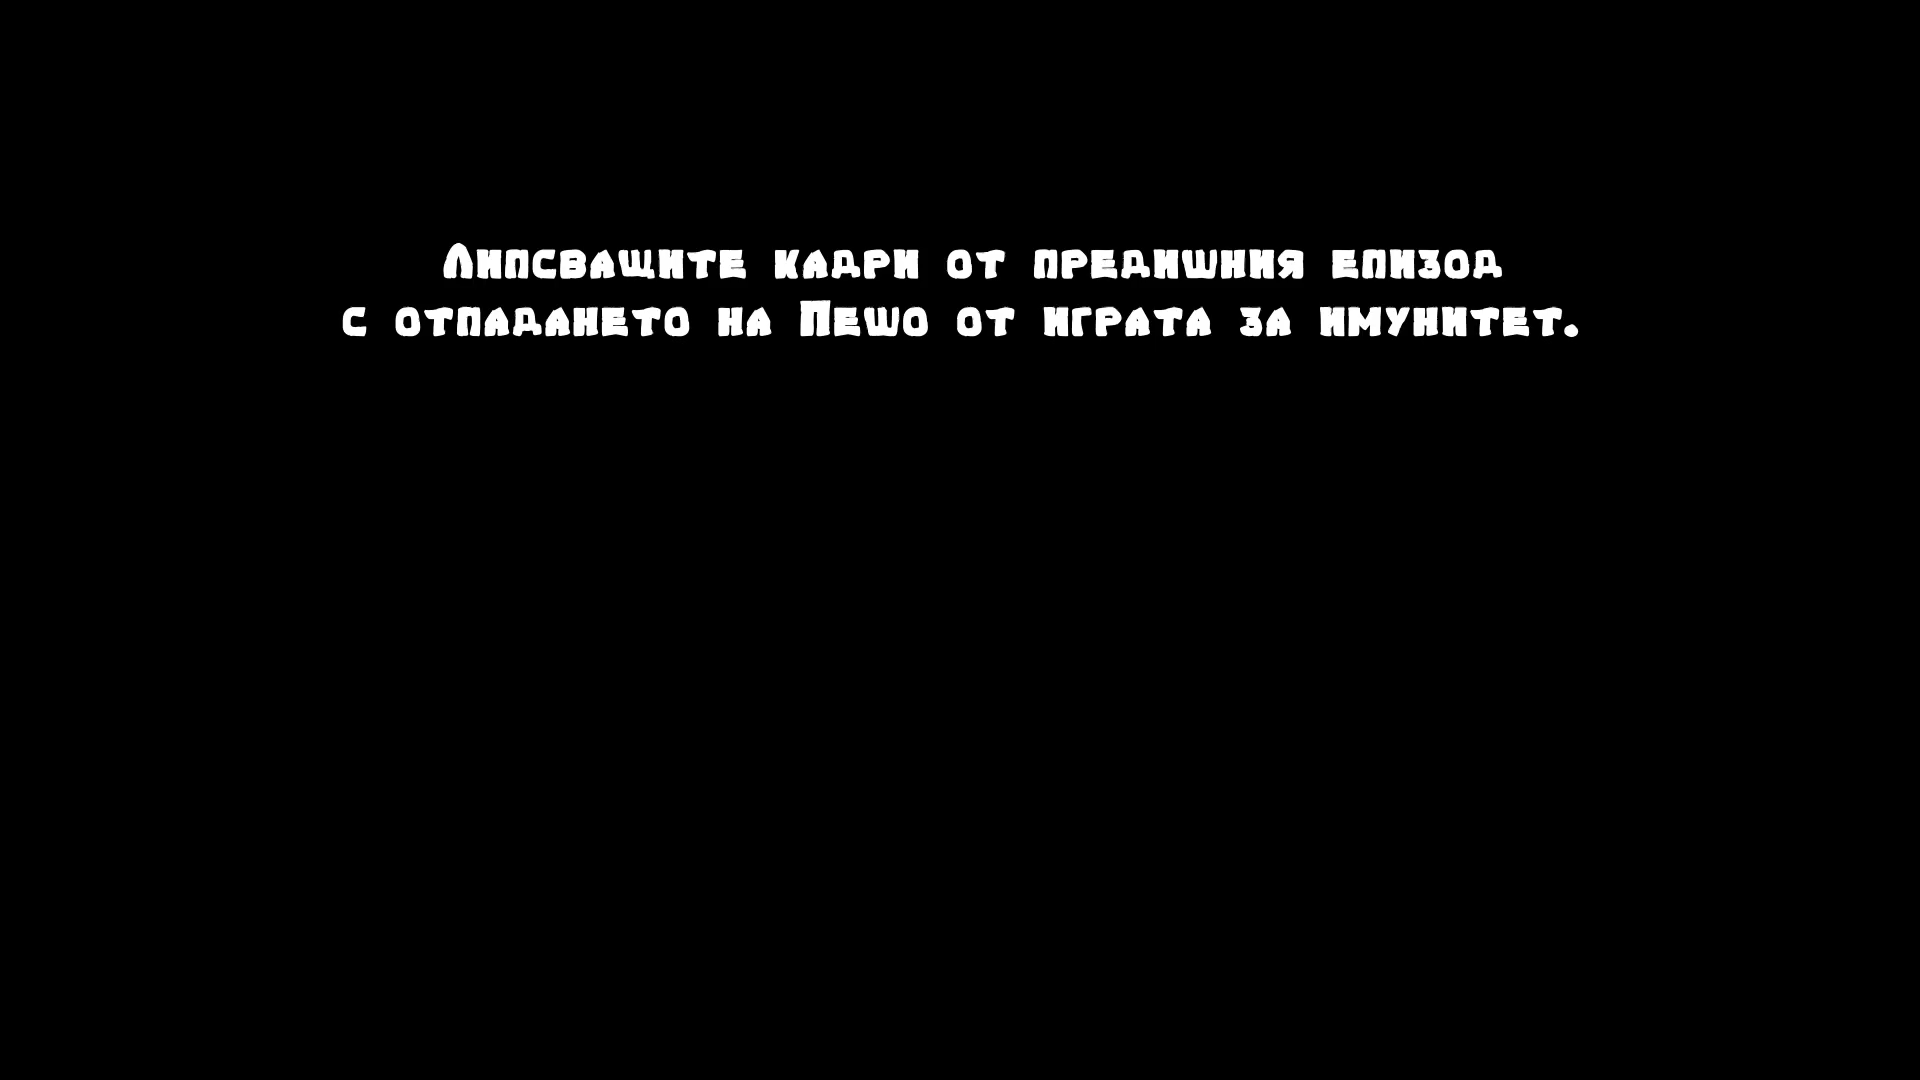 Липсващите кадри от предишния епизод
с отпадането на Пешо от играта за имунитет.